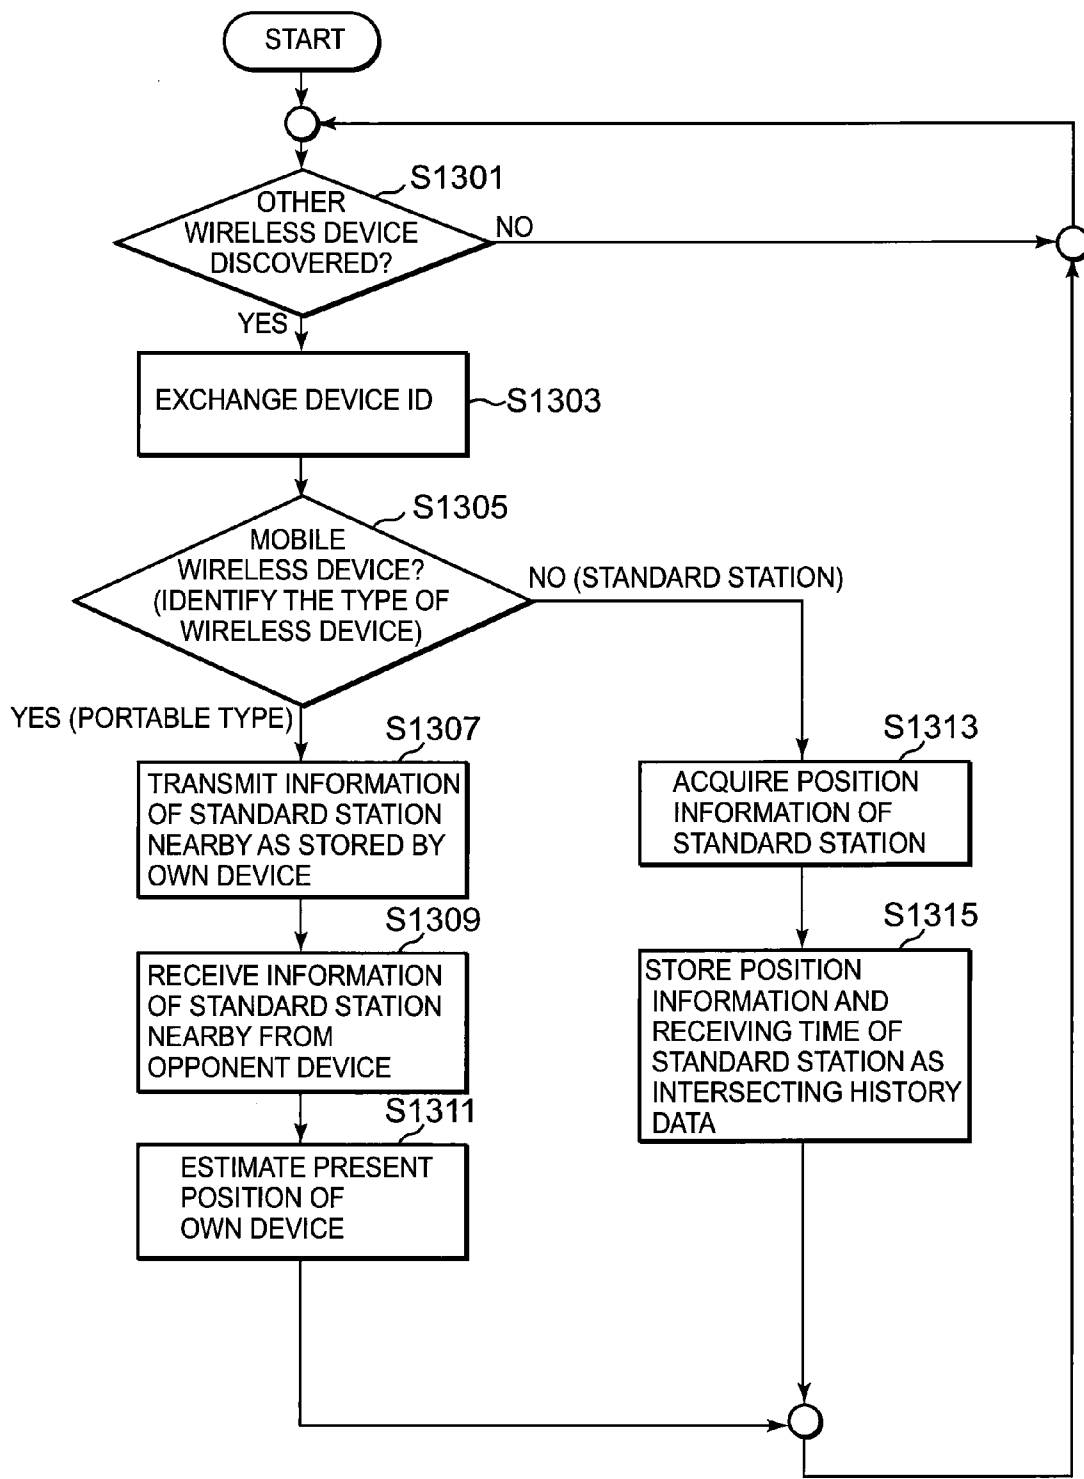 START
S1301
OTHER
WIRELESS DEVICE
DISCOVERED?
NO
YES
EXCHANGE DEVICE ID
S1303
S1305
MOBILE
WIRELESS DEVICE?
(IDENTIFY THE TYPE OF
WIRELESS DEVICE)
NO (STANDARD STATION)
YES (PORTABLE TYPE)
S1307
TRANSMIT INFORMATION
OF STANDARD STATION
NEARBY AS STORED BY
OWN DEVICE
S1309
RECEIVE INFORMATION
OF STANDARD STATION
NEARBY FROM
OPPONENT DEVICE
S1311
ESTIMATE PRESENT
POSITION OF
OWN DEVICE
S1313
ACQUIRE POSITION
INFORMATION OF
STANDARD STATION
S1315
STORE POSITION
INFORMATION AND
RECEIVING TIME OF
STANDARD STATION AS
INTERSECTING HISTORY
DATA